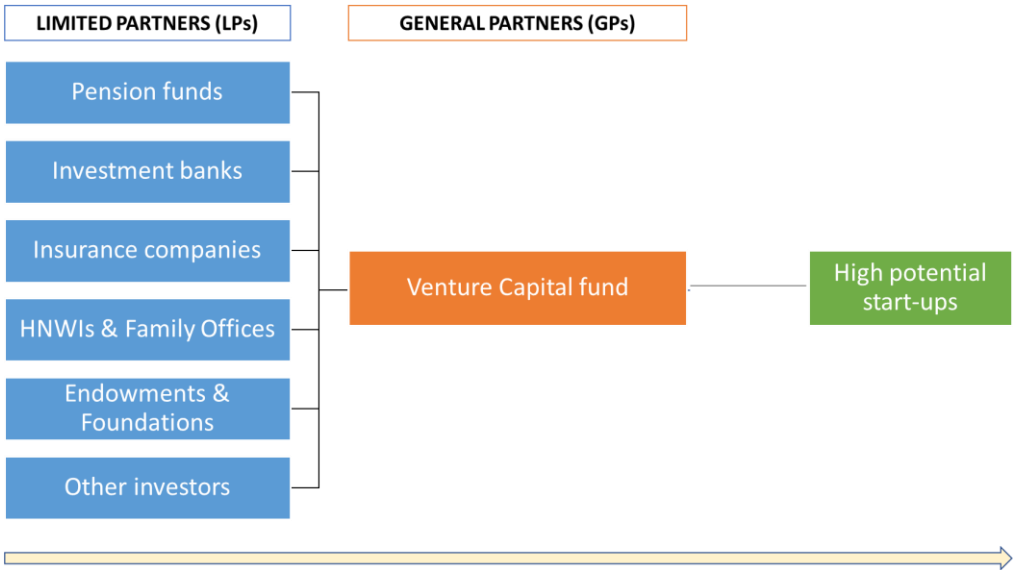 LIMITED PARTNERS (LPs)
GENERAL PARTNERS (GPs)
Pension funds
Investment banks
Insurance companies
HNWIs & Family Offices
Endowments &
Foundations
Other investors
Venture Capital fund
High potential
start-ups